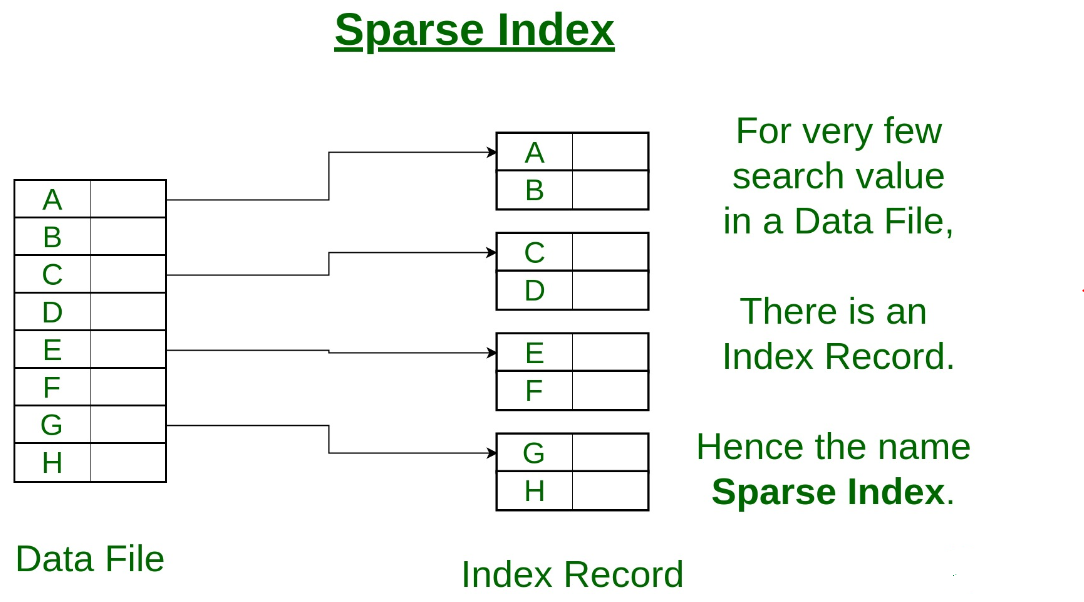 Sparse Index
A
B
C
D
E
F
G
H
Data File
A
B
C
D
E
F
G
H
Index Record
For very few
search value
in a Data File,
There is an
Index Record.
Hence the name
Sparse Index.